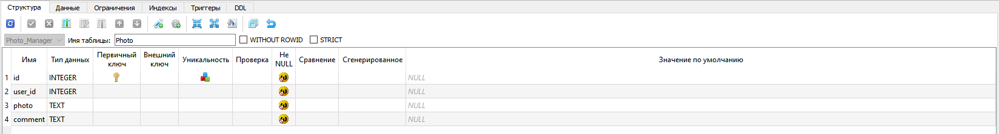 Структура Данные Ограничения Индексы Триггеры DDL
Photo_Manager Имя таблицы: Photo WITHOUT ROWID STRICT
Имя Тип данных Первичный ключ Внешний ключ Уникальность Проверка Не NULL Сравнение Сгенерированное Значение по умолчанию
1 id INTEGER NULL
2 user_id INTEGER NULL
3 photo TEXT NULL
4 comment TEXT NULL